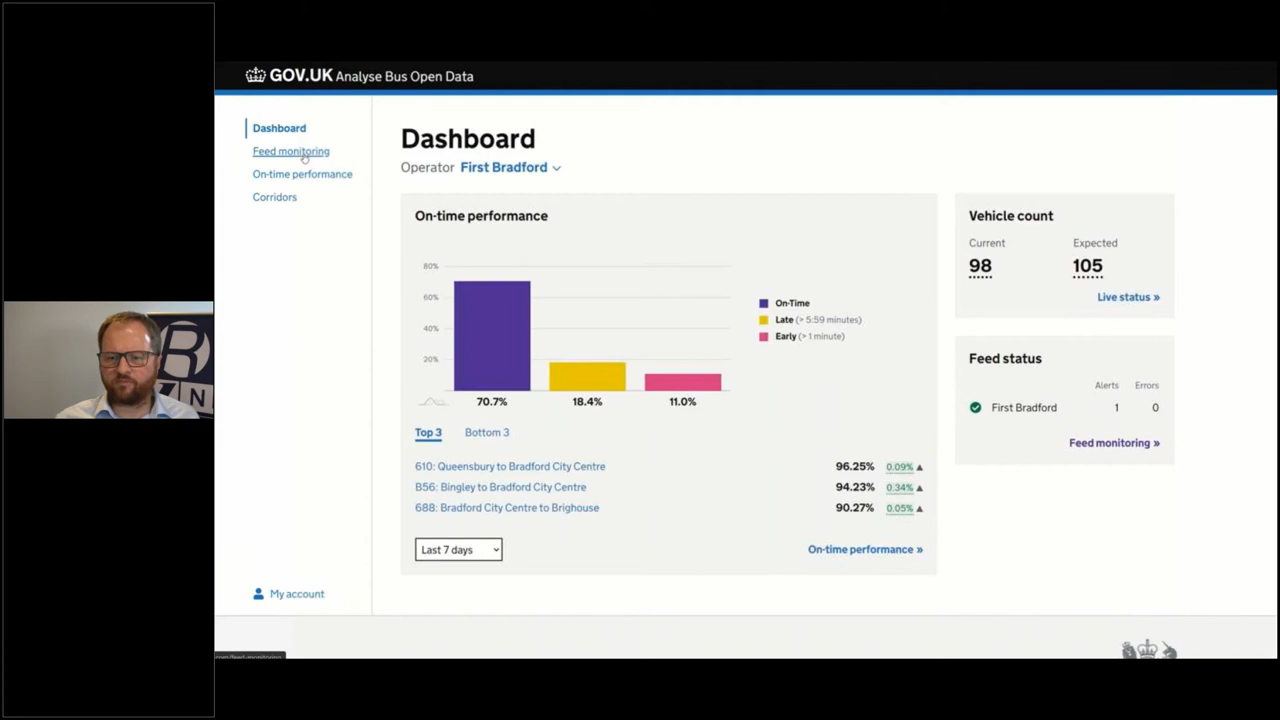 GOV.UK Analyse Bus Open Data
Dashboard
Feed monitoring
On-time performance
Corridors
My account
Dashboard
Operator First Bradford
On-time performance
80%
60%
40%
20%
70.7%
18.4%
11.0%
On-Time
Late (> 5:59 minutes)
Early (> 1 minute)
Top 3 Bottom 3
610: Queensbury to Bradford City Centre 96.25% 0.09% ▲
B56: Bingley to Bradford City Centre 94.23% 0.34% ▲
688: Bradford City Centre to Brighouse 90.27% 0.05% ▲
Last 7 days
On-time performance »
Vehicle count
Current Expected
98 105
Live status »
Feed status
Alerts Errors
First Bradford 1 0
Feed monitoring »
R
N